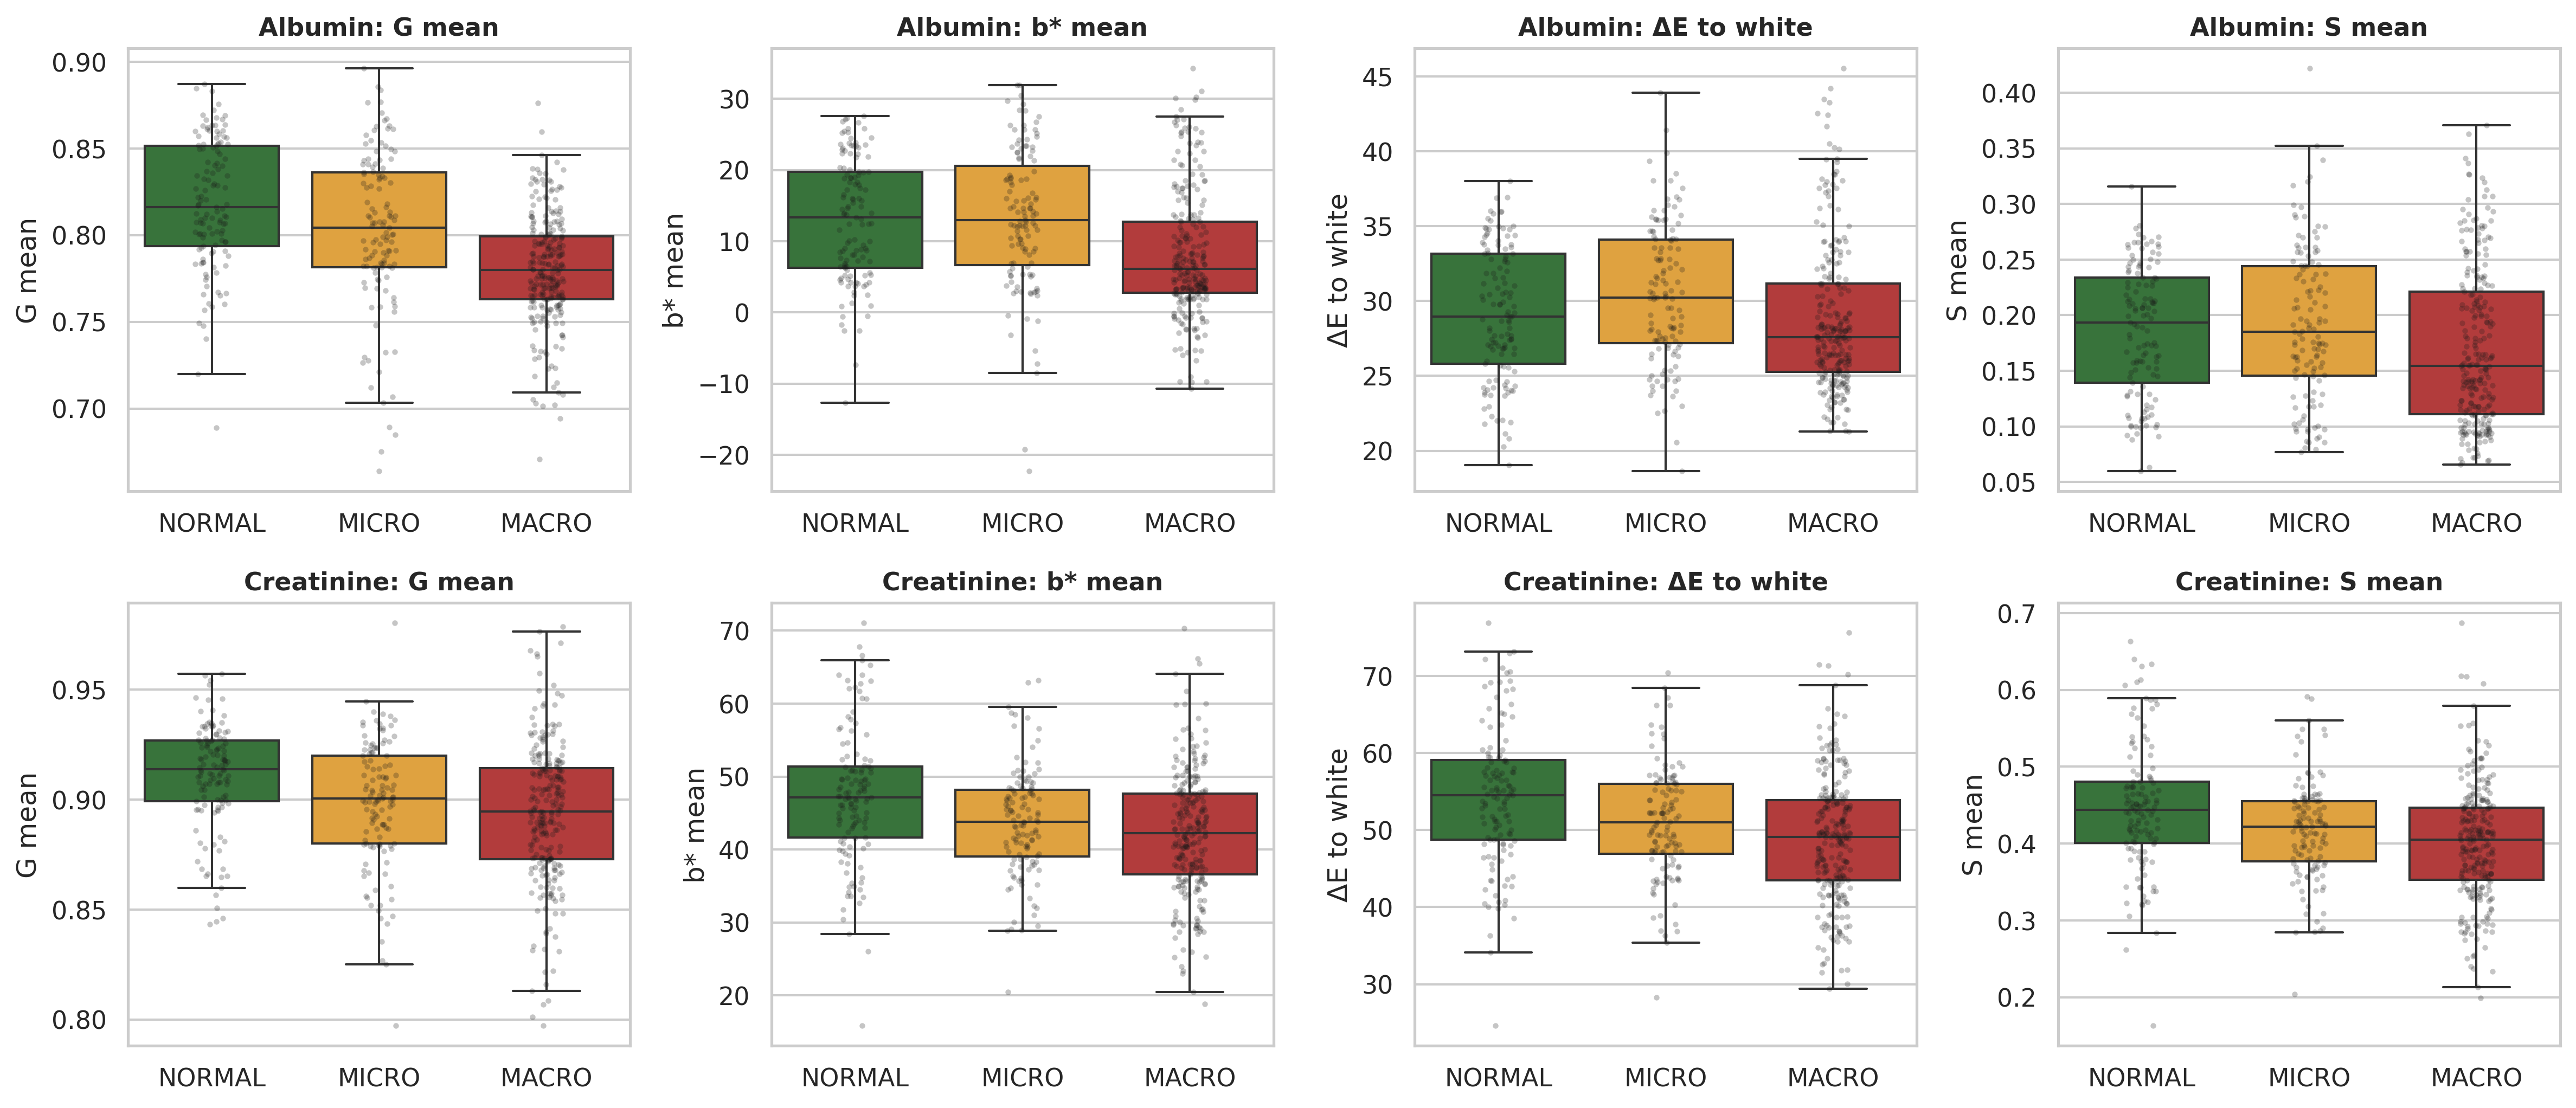 Albumin: G mean
G mean
0.90
0.85
0.80
0.75
0.70
NORMAL MICRO MACRO
Albumin: b* mean
b* mean
30
20
10
0
−10
−20
NORMAL MICRO MACRO
Albumin: ΔE to white
ΔE to white
45
40
35
30
25
20
NORMAL MICRO MACRO
Albumin: S mean
S mean
0.40
0.35
0.30
0.25
0.20
0.15
0.10
0.05
NORMAL MICRO MACRO
Creatinine: G mean
G mean
0.95
0.90
0.85
0.80
NORMAL MICRO MACRO
Creatinine: b* mean
b* mean
70
60
50
40
30
20
NORMAL MICRO MACRO
Creatinine: ΔE to white
ΔE to white
70
60
50
40
30
NORMAL MICRO MACRO
Creatinine: S mean
S mean
0.7
0.6
0.5
0.4
0.3
0.2
NORMAL MICRO MACRO